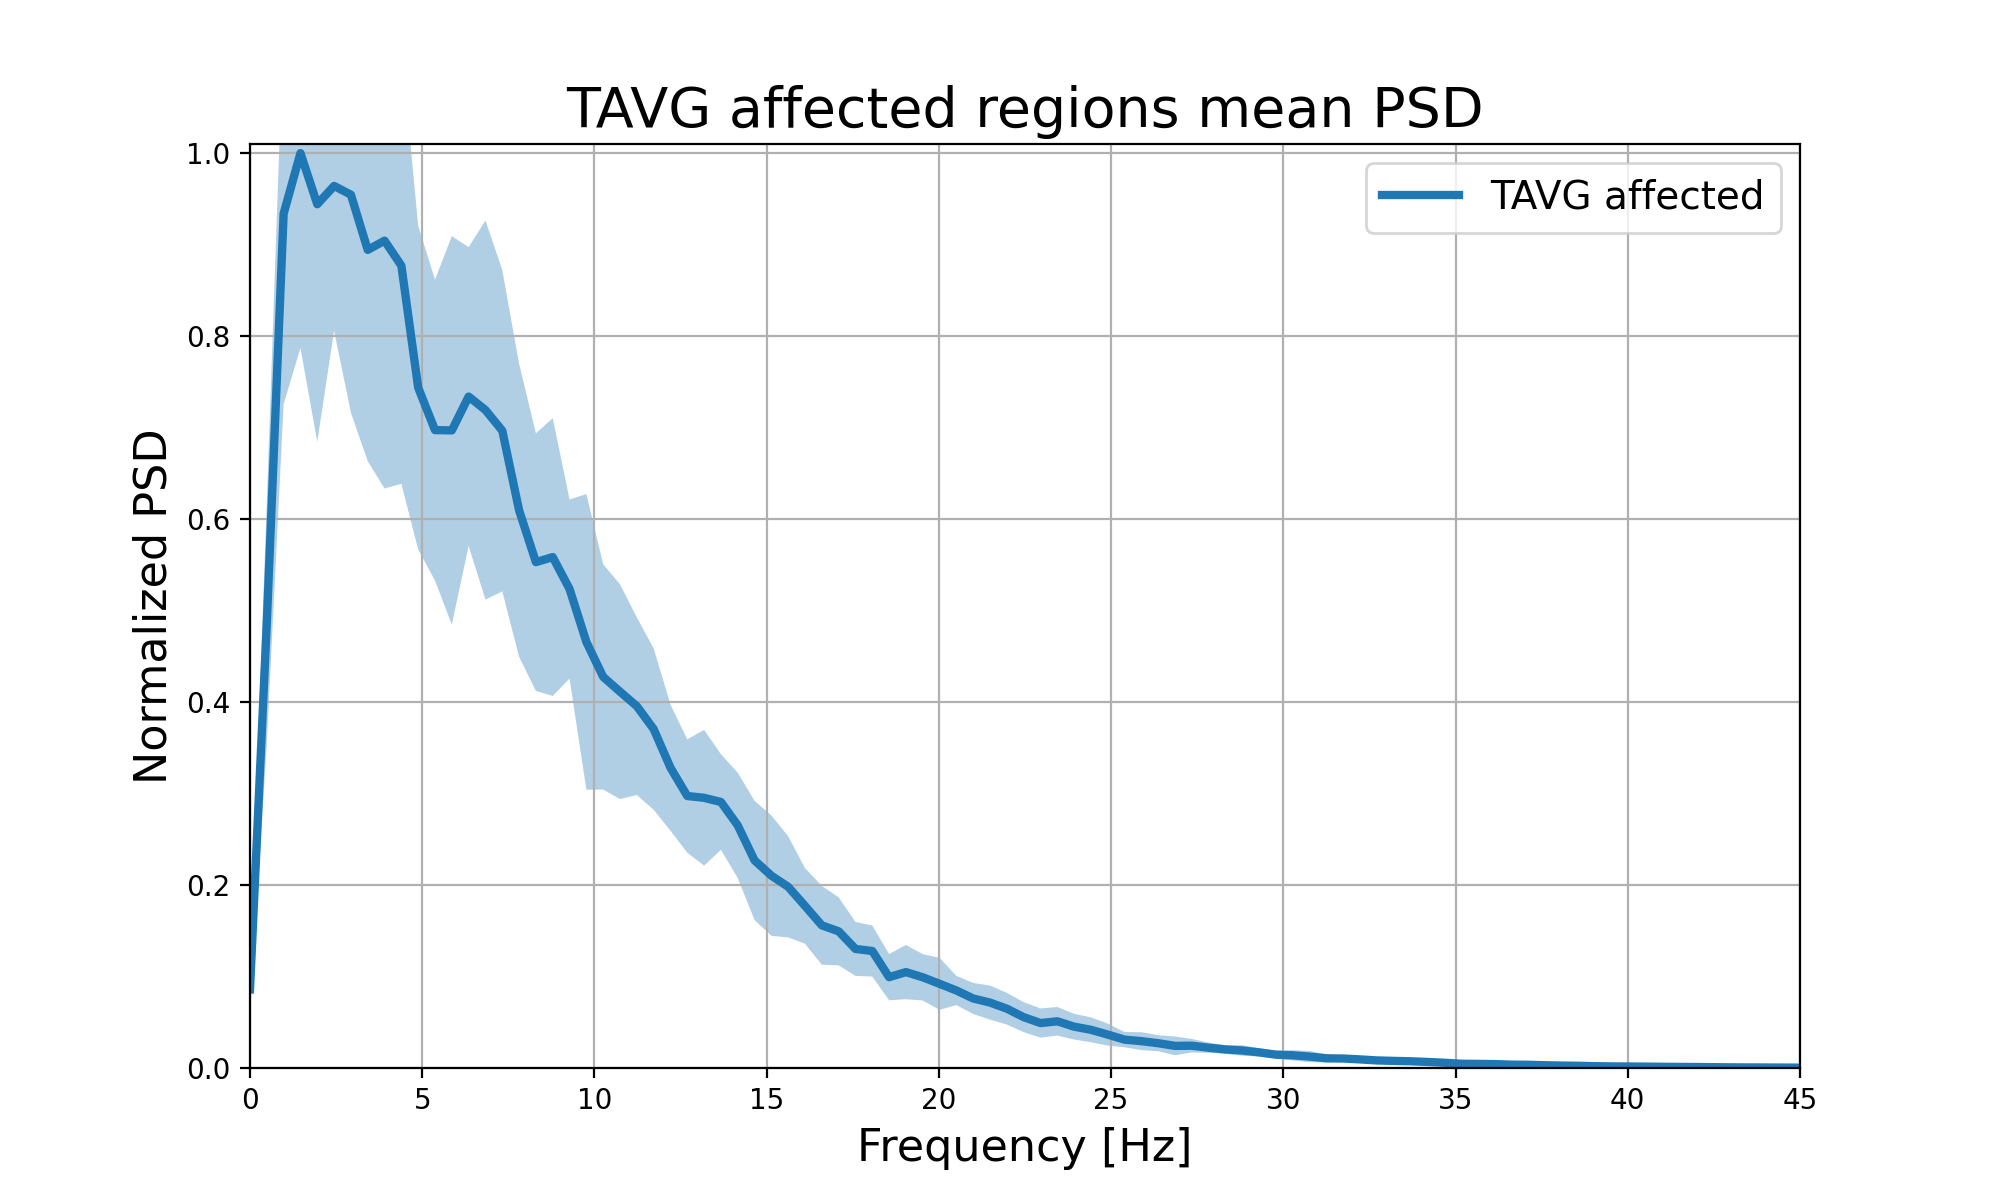 TAVG affected regions mean PSD
TAVG affected
Normalized PSD
1.0
0.8
0.6
0.4
0.2
0.0
0 5 10 15 20 25 30 35 40 45
Frequency [Hz]